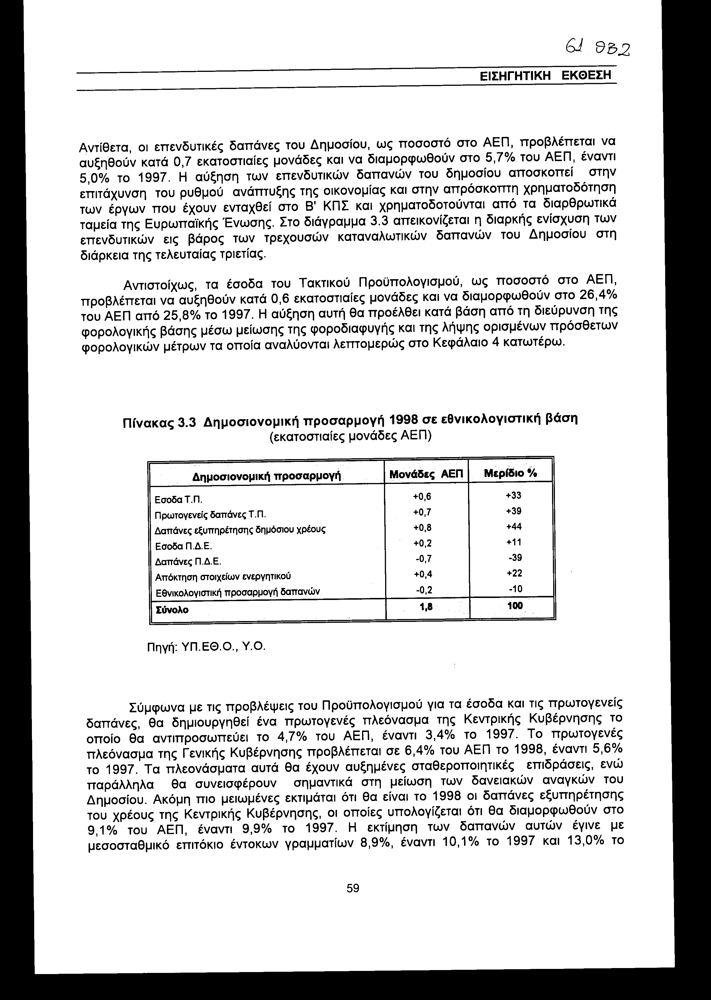 61 ΘΒ2
ΕΙΣΗΓΗΤΙΚΗ ΕΚΘΕΣΗ
Αντίθετα, οι επενδυτικές δαπάνες του Δημοσίου, ως ποσοστό στο ΑΕΠ, προβλέπεται να
αυξηθούν κατά 0,7 εκατοστιαίες μονάδες και να διαμορφωθούν στο 5,7% του ΑΕΠ, έναντι
5,0% το 1997. Η αύξηση των επενδυτικών δαπανών του δημοσίου αποσκοπεί στην
επιτάχυνση του ρυθμού ανάπτυξης της οικονομίας και στην απρόσκοπτη χρηματοδότηση
των έργων που έχουν ενταχθεί στο Β' ΚΠΣ και χρηματοδοτούνται από τα διαρθρωτικά
ταμεία της Ευρωπαϊκής Ένωσης. Στο διάγραμμα 3.3 απεικονίζεται η διαρκής ενίσχυση των
επενδυτικών εις βάρος των τρεχουσών καταναλωτικών δαπανών του Δημοσίου στη
διάρκεια της τελευταίας τριετίας.
Αντιστοίχως, τα έσοδα του Τακτικού Προϋπολογισμού, ως ποσοστό στο ΑΕΠ,
προβλέπεται να αυξηθούν κατά 0,6 εκατοστιαίες μονάδες και να διαμορφωθούν στο 26,4%
του ΑΕΠ από 25,8% το 1997. Η αύξηση αυτή θα προέλθει κατά βάση από τη διεύρυνση της
φορολογικής βάσης μέσω μείωσης της φοροδιαφυγής και της λήψης ορισμένων πρόσθετων
φορολογικών μέτρων τα οποία αναλύονται λεπτομερώς στο Κεφάλαιο 4 κατωτέρω.
Πίνακας 3.3 Δημοσιονομική προσαρμογή 1998 σε εθνικολογιστική βάση
(εκατοστιαίες μονάδες ΑΕΠ)
Δημοσιονομική προσαρμογή Μονάδες ΑΕΠ Μερίδιο %
Εσοδα Τ.Π. +0,6 +33
Πρωτογενείς δαπάνες Τ.Π. +0,7 +39
Δαπάνες εξυπηρέτησης δημόσιου χρέους +0,8 +44
Εσοδα Π.Δ.Ε. +0,2 +11
Δαπάνες Π.Δ.Ε. -0,7 -39
Απόκτηση στοιχείων ενεργητικού +0,4 +22
Εθνικολογιστική προσαρμογή δαπανών -0,2 -10
Σύνολο 1,8 100
Πηγή: ΥΠ.ΕΘ.Ο., Υ.Ο.
Σύμφωνα με τις προβλέψεις του Προϋπολογισμού για τα έσοδα και τις πρωτογενείς
δαπάνες, θα δημιουργηθεί ένα πρωτογενές πλεόνασμα της Κεντρικής Κυβέρνησης το
οποίο θα αντιπροσωπεύει το 4,7% του ΑΕΠ, έναντι 3,4% το 1997. Το πρωτογενές
πλεόνασμα της Γενικής Κυβέρνησης προβλέπεται σε 6,4% του ΑΕΠ το 1998, έναντι 5,6%
το 1997. Τα πλεονάσματα αυτά θα έχουν αυξημένες σταθεροποιητικές επιδράσεις, ενώ
παράλληλα θα συνεισφέρουν σημαντικά στη μείωση των δανειακών αναγκών του
Δημοσίου. Ακόμη πιο μειωμένες εκτιμάται ότι θα είναι το 1998 οι δαπάνες εξυπηρέτησης
του χρέους της Κεντρικής Κυβέρνησης, οι οποίες υπολογίζεται ότι θα διαμορφωθούν στο
9,1% του ΑΕΠ, έναντι 9,9% το 1997. Η εκτίμηση των δαπανών αυτών έγινε με
μεσοσταθμικό επιτόκιο έντοκων γραμματίων 8,9%, έναντι 10,1% το 1997 και 13,0% το
59